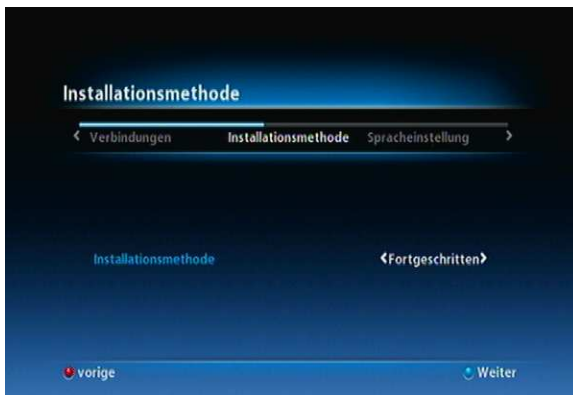 Installationsmethode
‹ Verbindungen Installationsmethode Spracheinstellung ›
Installationsmethode ‹Fortgeschritten›
vorige Weiter